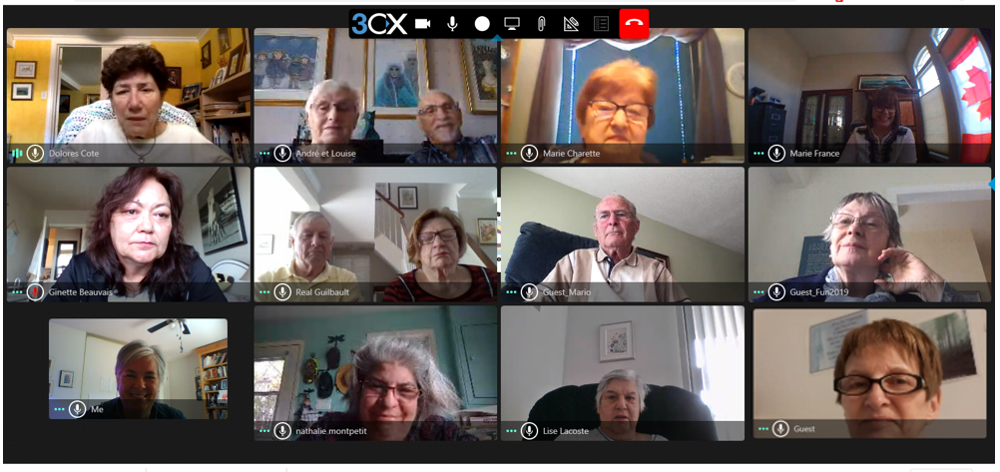 3CX
Dolores Cote
André et Louise
Marie Charette
Marie France
Ginette Beauvais
Real Guilbault
Guest_Mario
Guest_Fun2019
Me
nathalie montpetit
Lise Lacoste
Guest